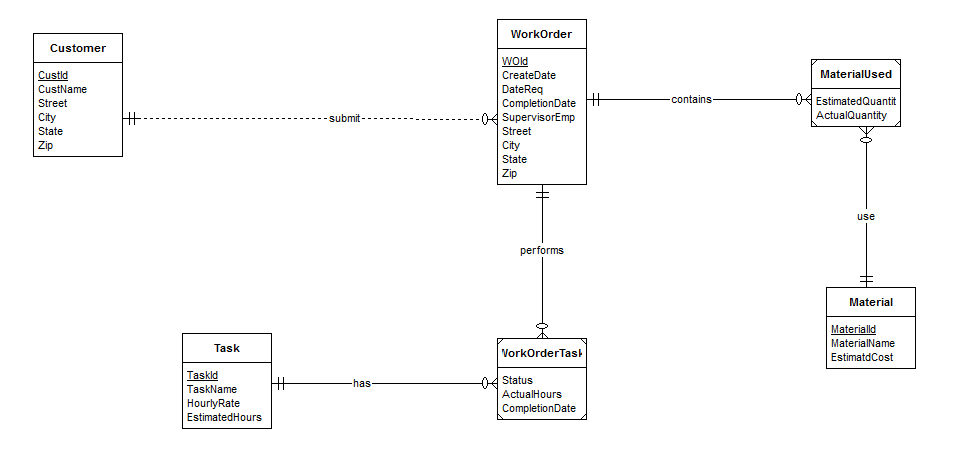 Customer
CustId
CustName
Street
City
State
Zip
submit
WorkOrder
WOId
CreateDate
DateReq
CompletionDate
SupervisorEmp
Street
City
State
Zip
contains
MaterialUsed
EstimatedQuantit
ActualQuantity
use
Material
MaterialId
MaterialName
EstimatdCost
performs
Task
TaskId
TaskName
HourlyRate
EstimatedHours
has
WorkOrderTask
Status
ActualHours
CompletionDate